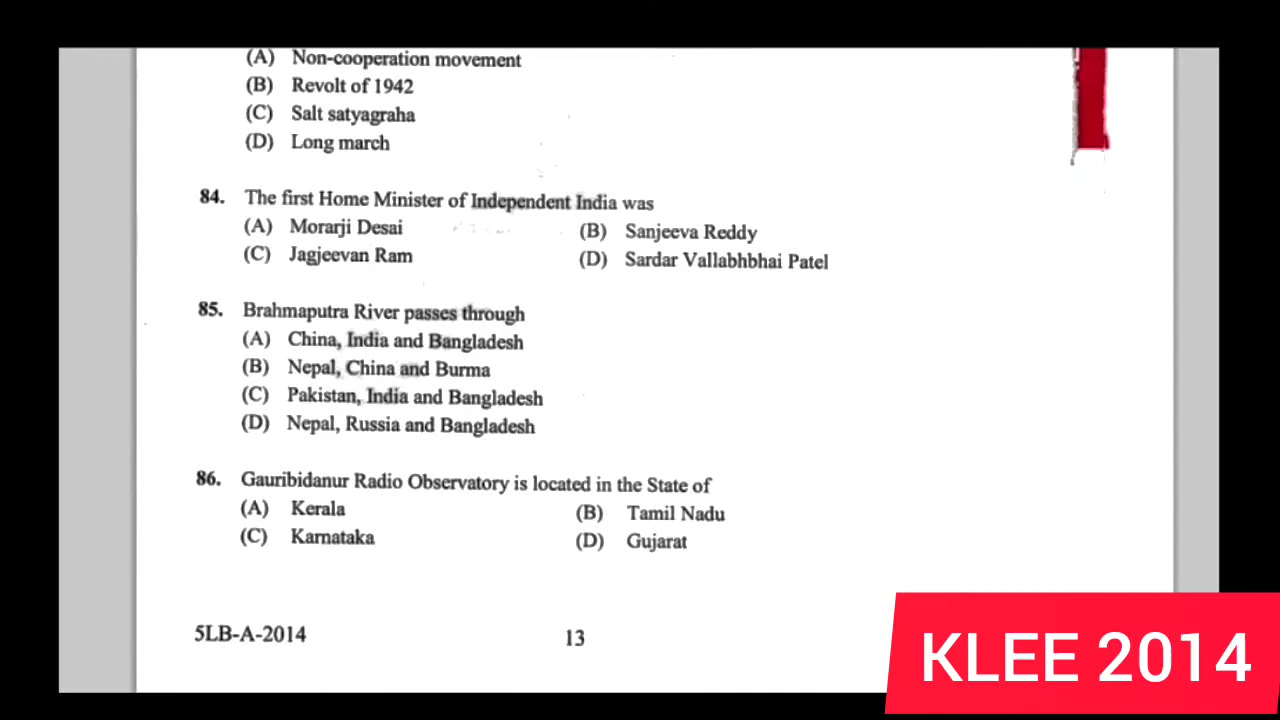 (A) Non-cooperation movement
(B) Revolt of 1942
(C) Salt satyagraha
(D) Long march
84. The first Home Minister of Independent India was
(A) Morarji Desai (B) Sanjeeva Reddy
(C) Jagjeevan Ram (D) Sardar Vallabhbhai Patel
85. Brahmaputra River passes through
(A) China, India and Bangladesh
(B) Nepal, China and Burma
(C) Pakistan, India and Bangladesh
(D) Nepal, Russia and Bangladesh
86. Gauribidanur Radio Observatory is located in the State of
(A) Kerala (B) Tamil Nadu
(C) Karnataka (D) Gujarat
5LB-A-2014 13
KLEE 2014